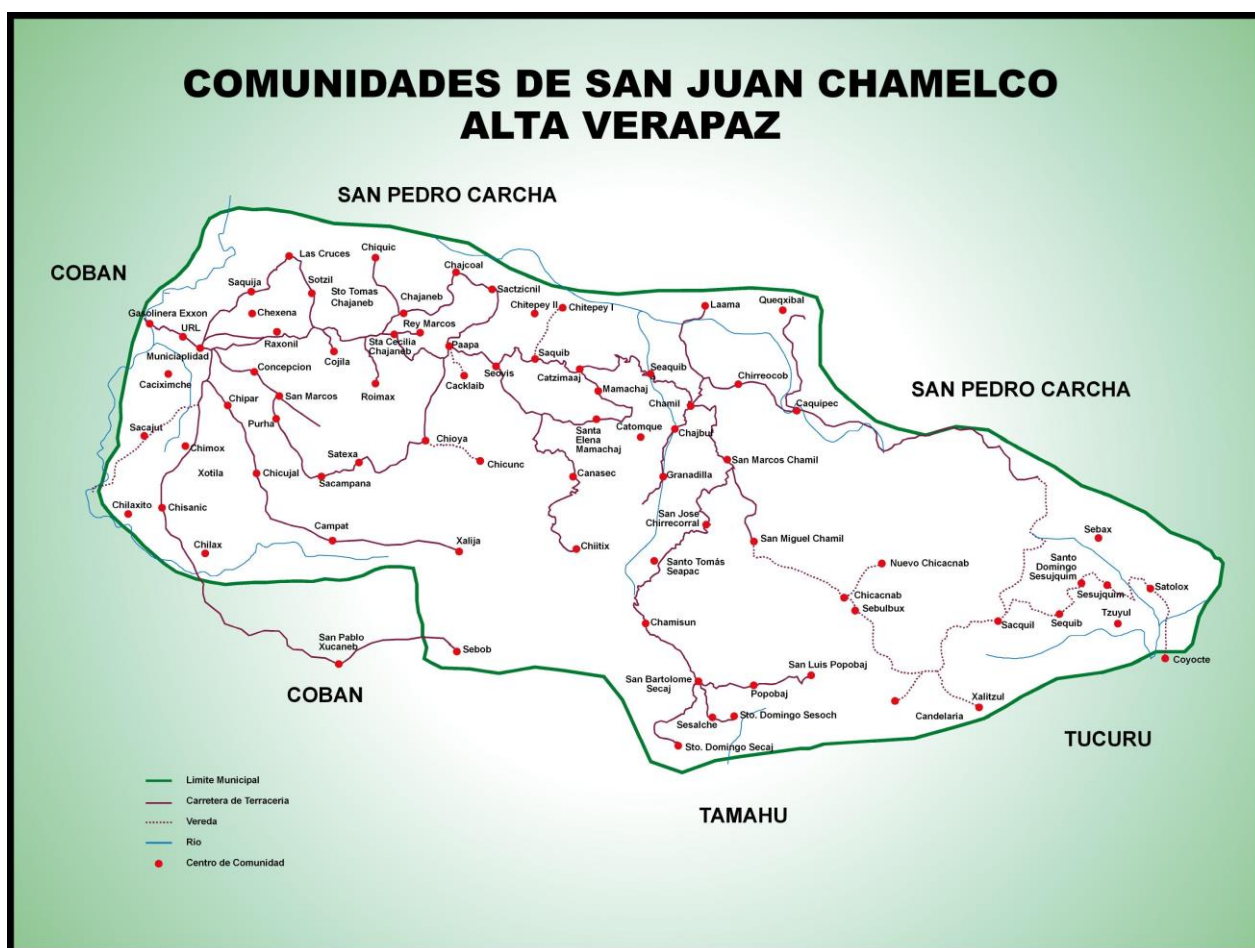 COMUNIDADES DE SAN JUAN CHAMELCO
ALTA VERAPAZ
SAN PEDRO CARCHA
COBAN
Las Cruces
Chiquic
Chajcoal
Saquija
Sotzil
Sto Tomas
Chajaneb
Chajaneb
Sactzicnil
Chitepey II
Chitepey I
Laama
Queqxibal
Gasolinera Exxon
Chexena
URL
Rey Marcos
Raxonil
Municiaplidad
Sta Cecilia
Chajaneb
Paapa
Cojila
Saquib
Seovis
Catzimaaj
Seaquib
Caciximche
Concepcion
Roimax
Cacklaib
Mamachaj
Chirreocob
SAN PEDRO CARCHA
Chipar
San Marcos
Chamil
Caquipec
Purha
Sacajut
Santa
Elena
Mamachaj
Catomque
Chajbul
Chimox
Chioya
Satexa
Chicunc
San Marcos Chamil
Xotila
Chicujal
Sacampana
Canasec
Granadilla
Chilaxito
Chisanic
San Jose
Chirrecorral
Campat
Xalija
Chiitix
San Miguel Chamil
Sebax
Chilax
Santo Tomás
Seapac
Nuevo Chicacnab
Santo
Domingo
Sesujquim
Sesujquim
Satolox
Chicacnab
Sebulbux
Sacquil
Sequib
Tzuyul
Chamisun
San Pablo
Xucaneb
Sebob
Coyocte
COBAN
San Bartolome
Secaj
San Luis Popobaj
Popobaj
Xalitzul
Candelaria
Sesalche
Sto. Domingo Sesoch
Sto. Domingo Secaj
TUCURU
TAMAHU
Limite Municipal
Carretera de Terraceria
Vereda
Rio
Centro de Comunidad